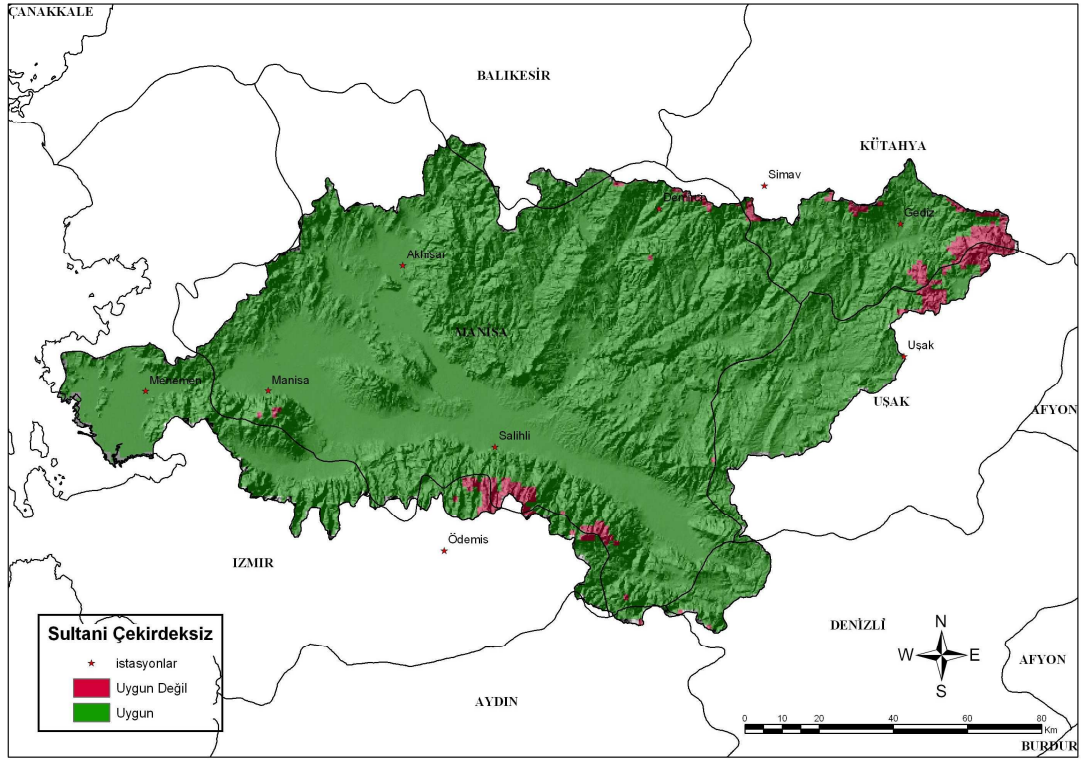 ÇANAKKALE
BALIKESİR
KÜTAHYA
Simav
Demirci
Gediz
Akhisar
MANİSA
Uşak
Menemen
Manisa
UŞAK
AFYON
Salihli
Ödemis
IZMIR
Sultani Çekirdeksiz
istasyonlar
Uygun Değil
Uygun
DENİZLİ
N
W
E
S
AFYON
AYDIN
0 10 20 40 60 80
Km
BURDUR